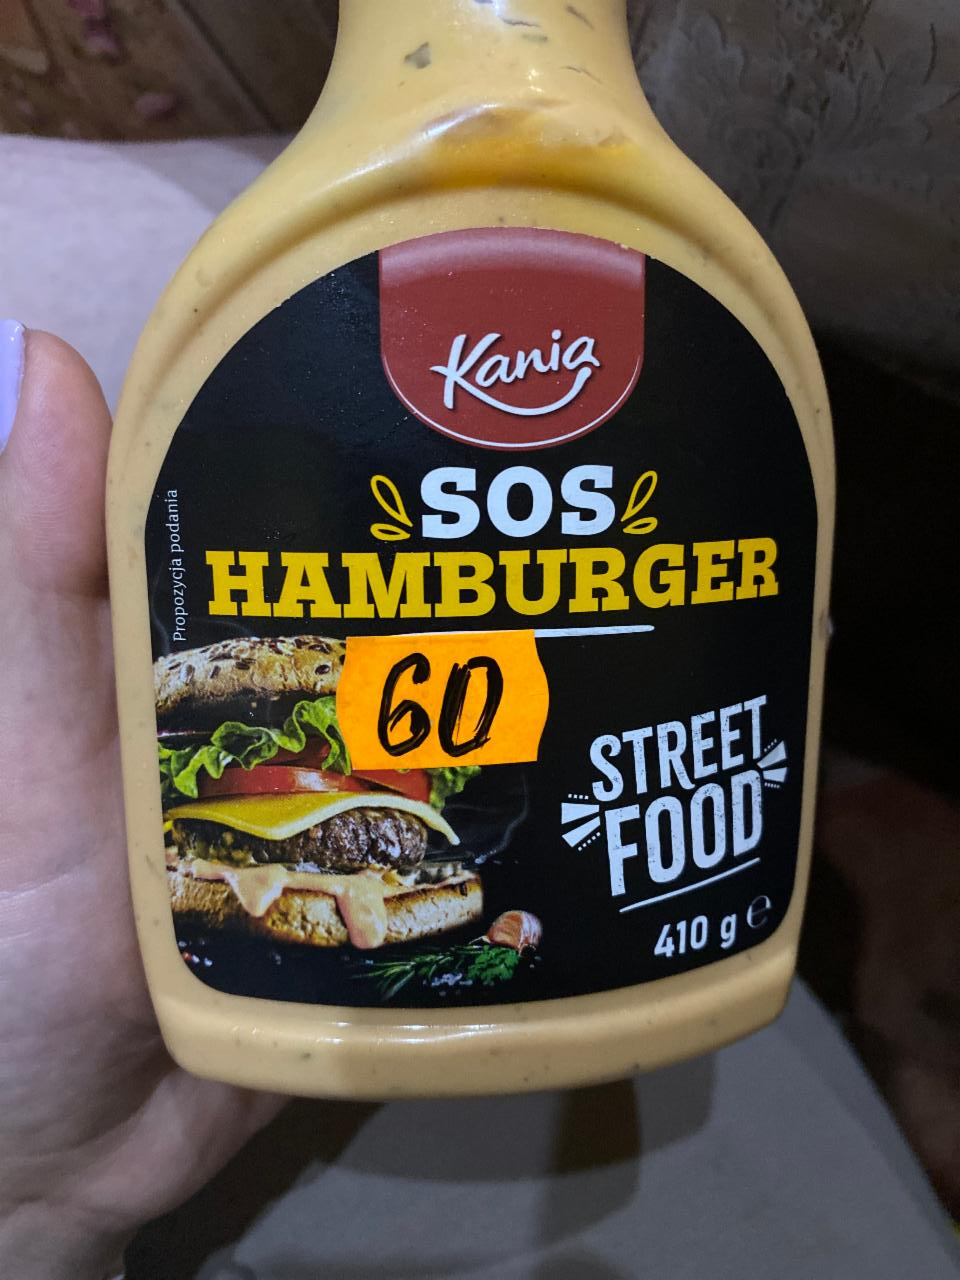 Kania
SOS
HAMBURGER
Propozycja podania
60
STREET
FOOD
410 g ℮